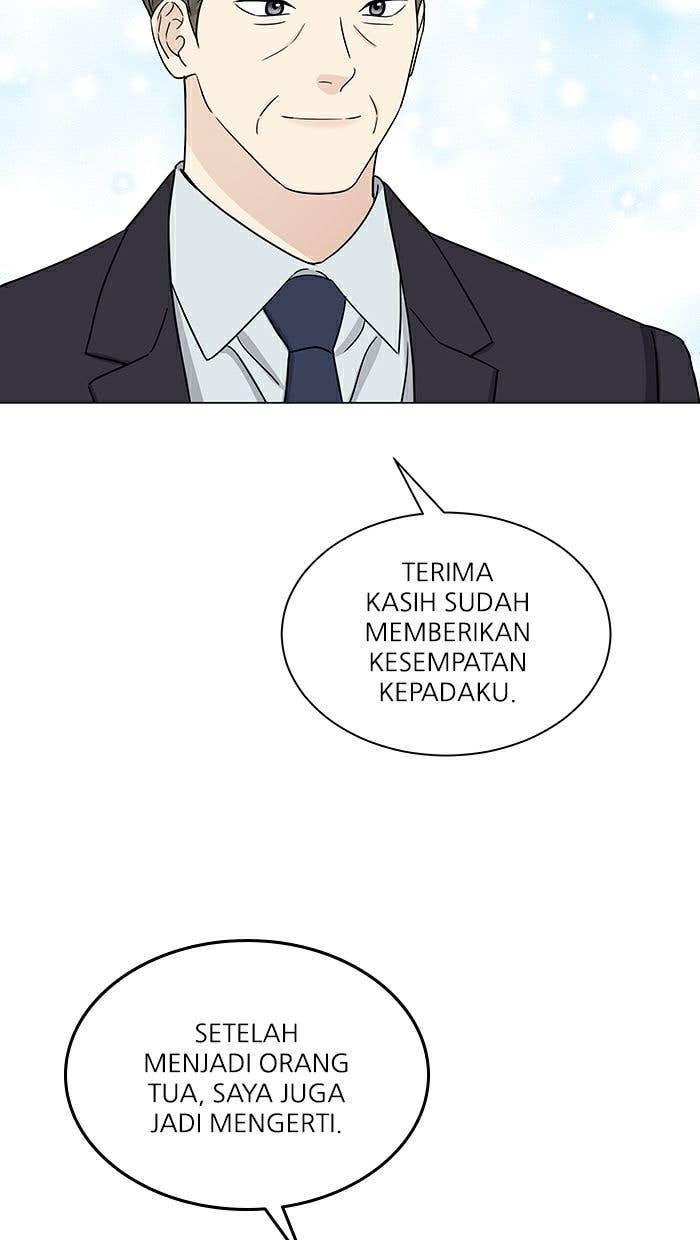 TERIMA
KASIH SUDAH
MEMBERIKAN
KESEMPATAN
KEPADAKU.
SETELAH
MENJADI ORANG
TUA, SAYA JUGA
JADI MENGERTI.